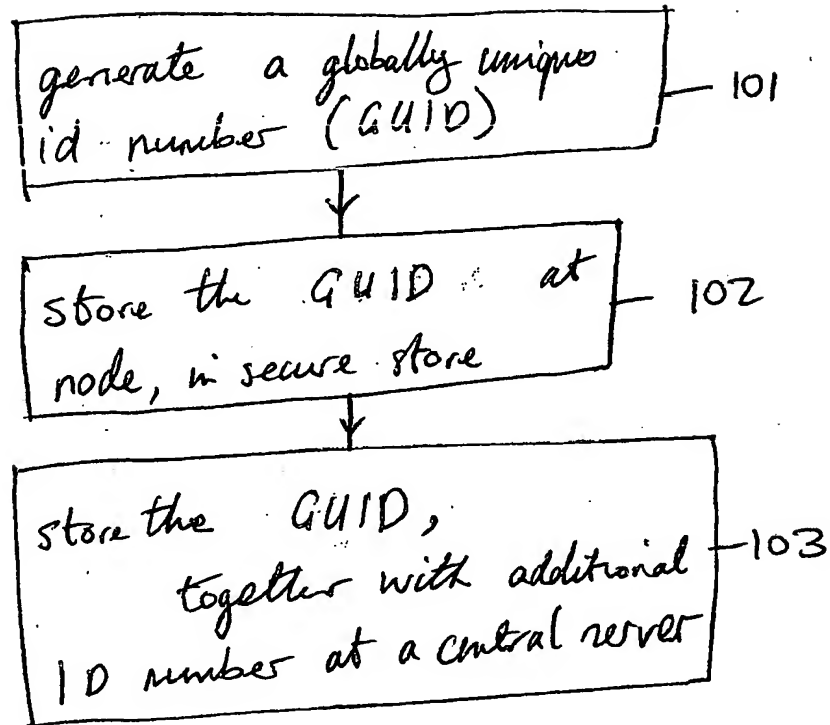 generate a globally unique
id number (GUID)
101
store the GUID at
node, in secure store
102
store the GUID,
together with additional
ID number at a central server
103